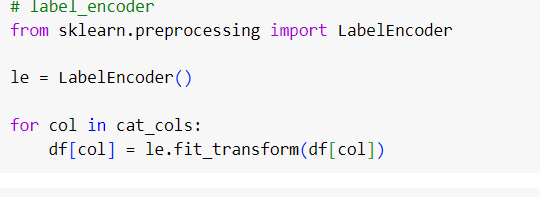 # label_encoder
from sklearn.preprocessing import LabelEncoder
le = LabelEncoder()
for col in cat_cols:
    df[col] = le.fit_transform(df[col])